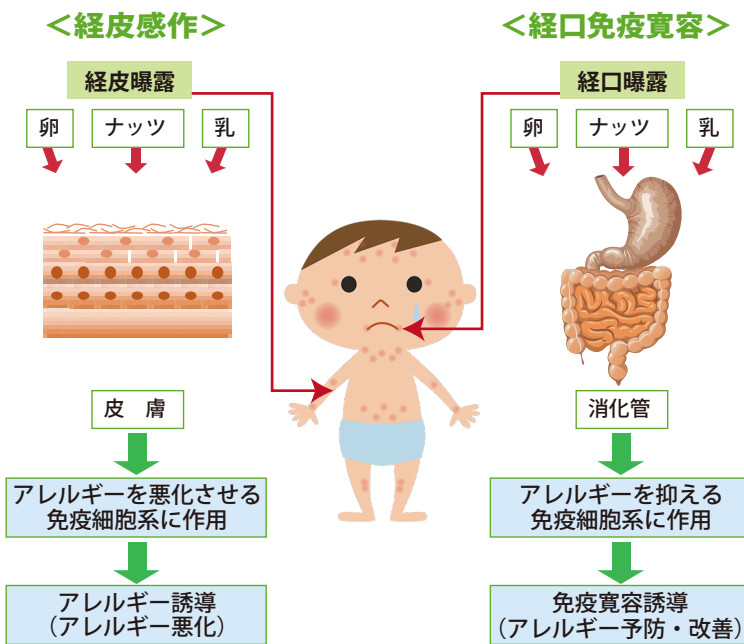 ＜経皮感作＞
経皮曝露
卵
ナッツ
乳
皮　膚
アレルギーを悪化させる
免疫細胞系に作用
アレルギー誘導
（アレルギー悪化）
＜経口免疫寛容＞
経口曝露
卵
ナッツ
乳
消化管
アレルギーを抑える
免疫細胞系に作用
免疫寛容誘導
（アレルギー予防・改善）